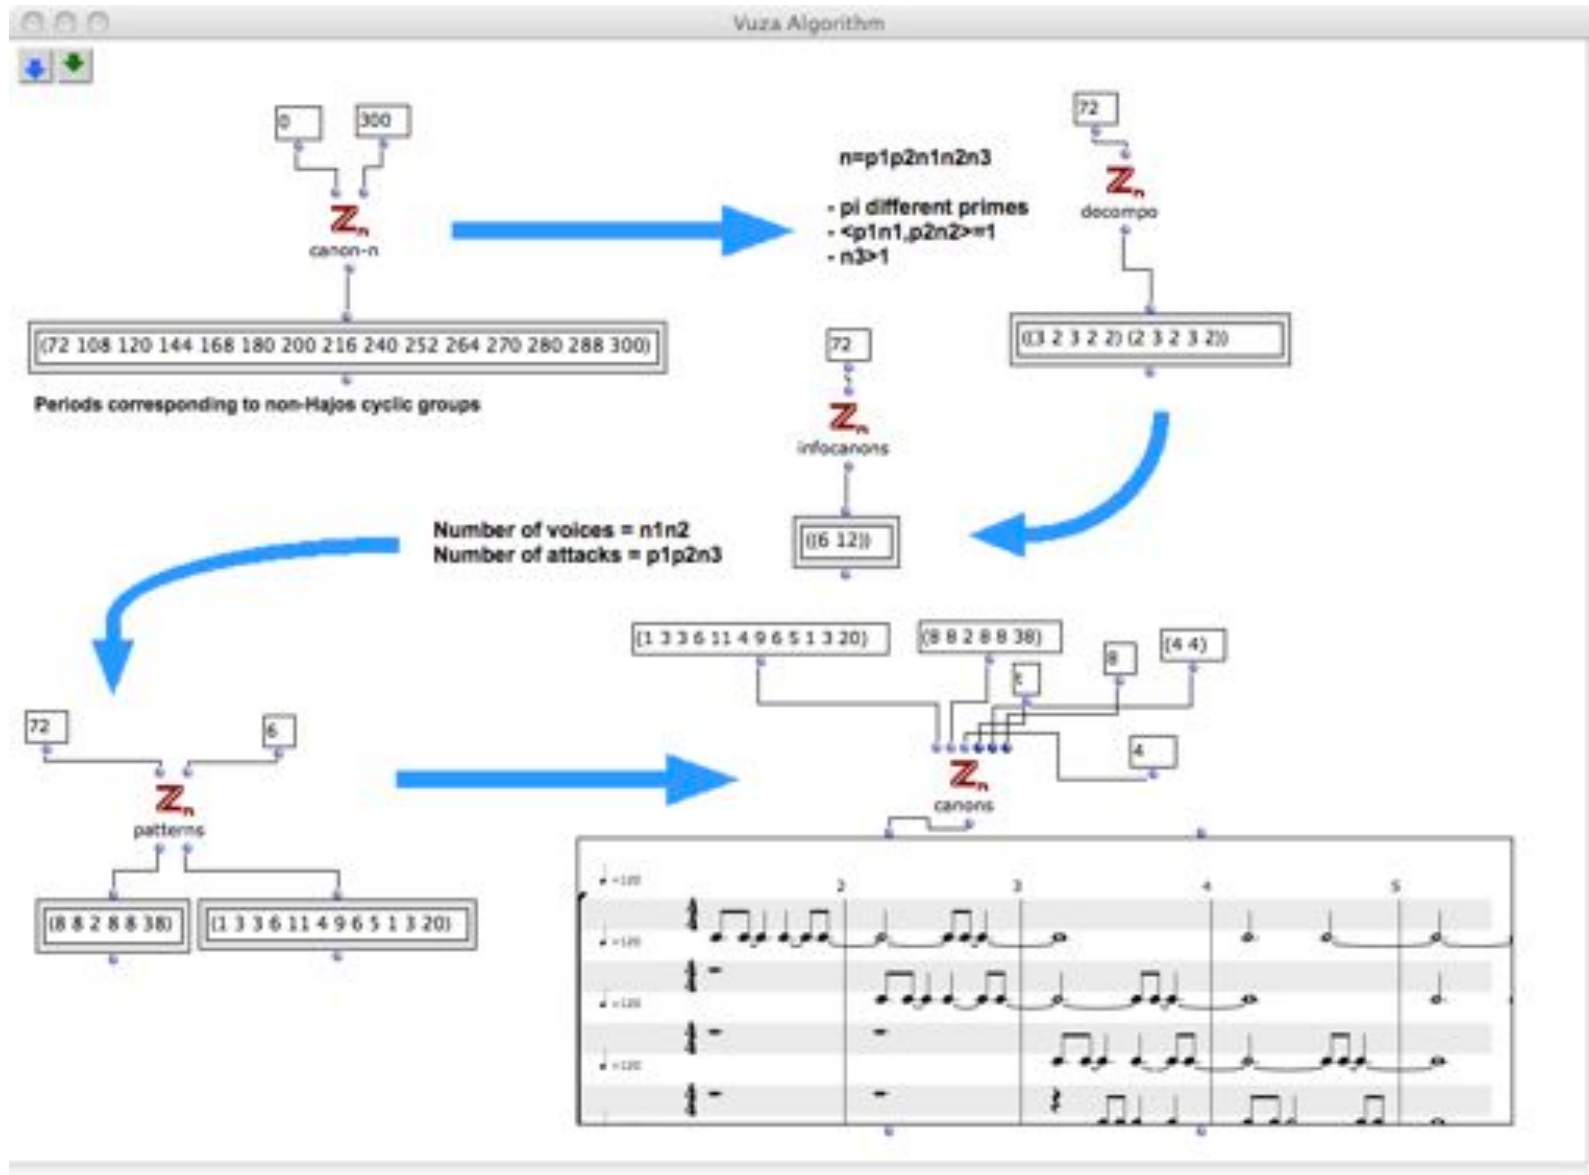 Vuza Algorithm
0
300
canon-n
(72 108 120 144 168 180 200 216 240 252 264 270 280 288 300)
Periods corresponding to non-Hajos cyclic groups
n=p1p2n1n2n3
- pi different primes
- <p1n1,p2n2>=1
- n3>1
72
decompo
((3 2 3 2 2) (2 3 2 3 2))
72
infocanons
((6 12))
Number of voices = n1n2
Number of attacks = p1p2n3
72
6
patterns
(8 8 2 8 8 38)
(1 3 3 6 11 4 9 6 5 1 3 20)
(1 3 3 6 11 4 9 6 5 1 3 20)
(8 8 2 8 8 38)
8
(4 4)
4
canons
=120
2
3
4
5
=120
=120
=120